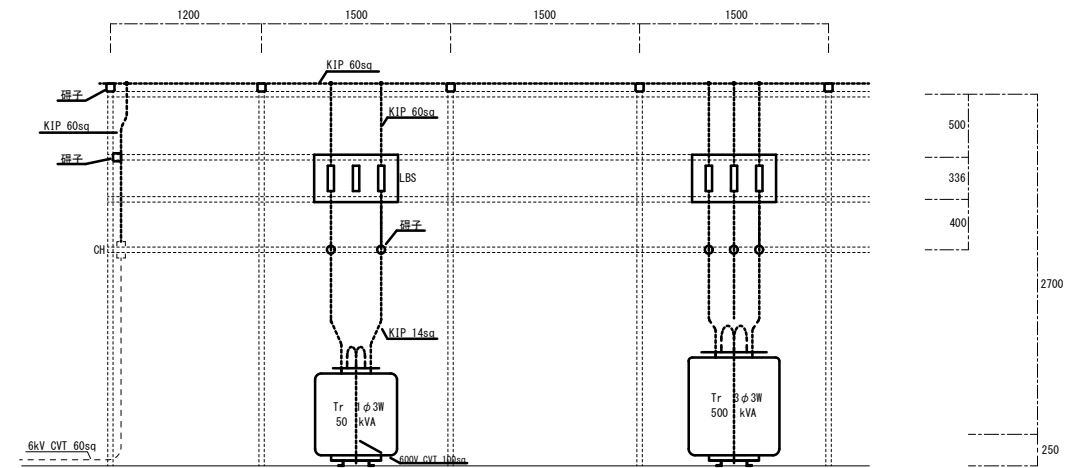 1200
1500
1500
1500
KIP 60sq
碍子
KIP 60sq
KIP 60sq
500
碍子
LBS
336
碍子
400
CH
2700
KIP 14sq
Tr 1φ3W
50 kVA
Tr 3φ3W
500 kVA
6kV CVT 60sq
600V CVT 100sq
250